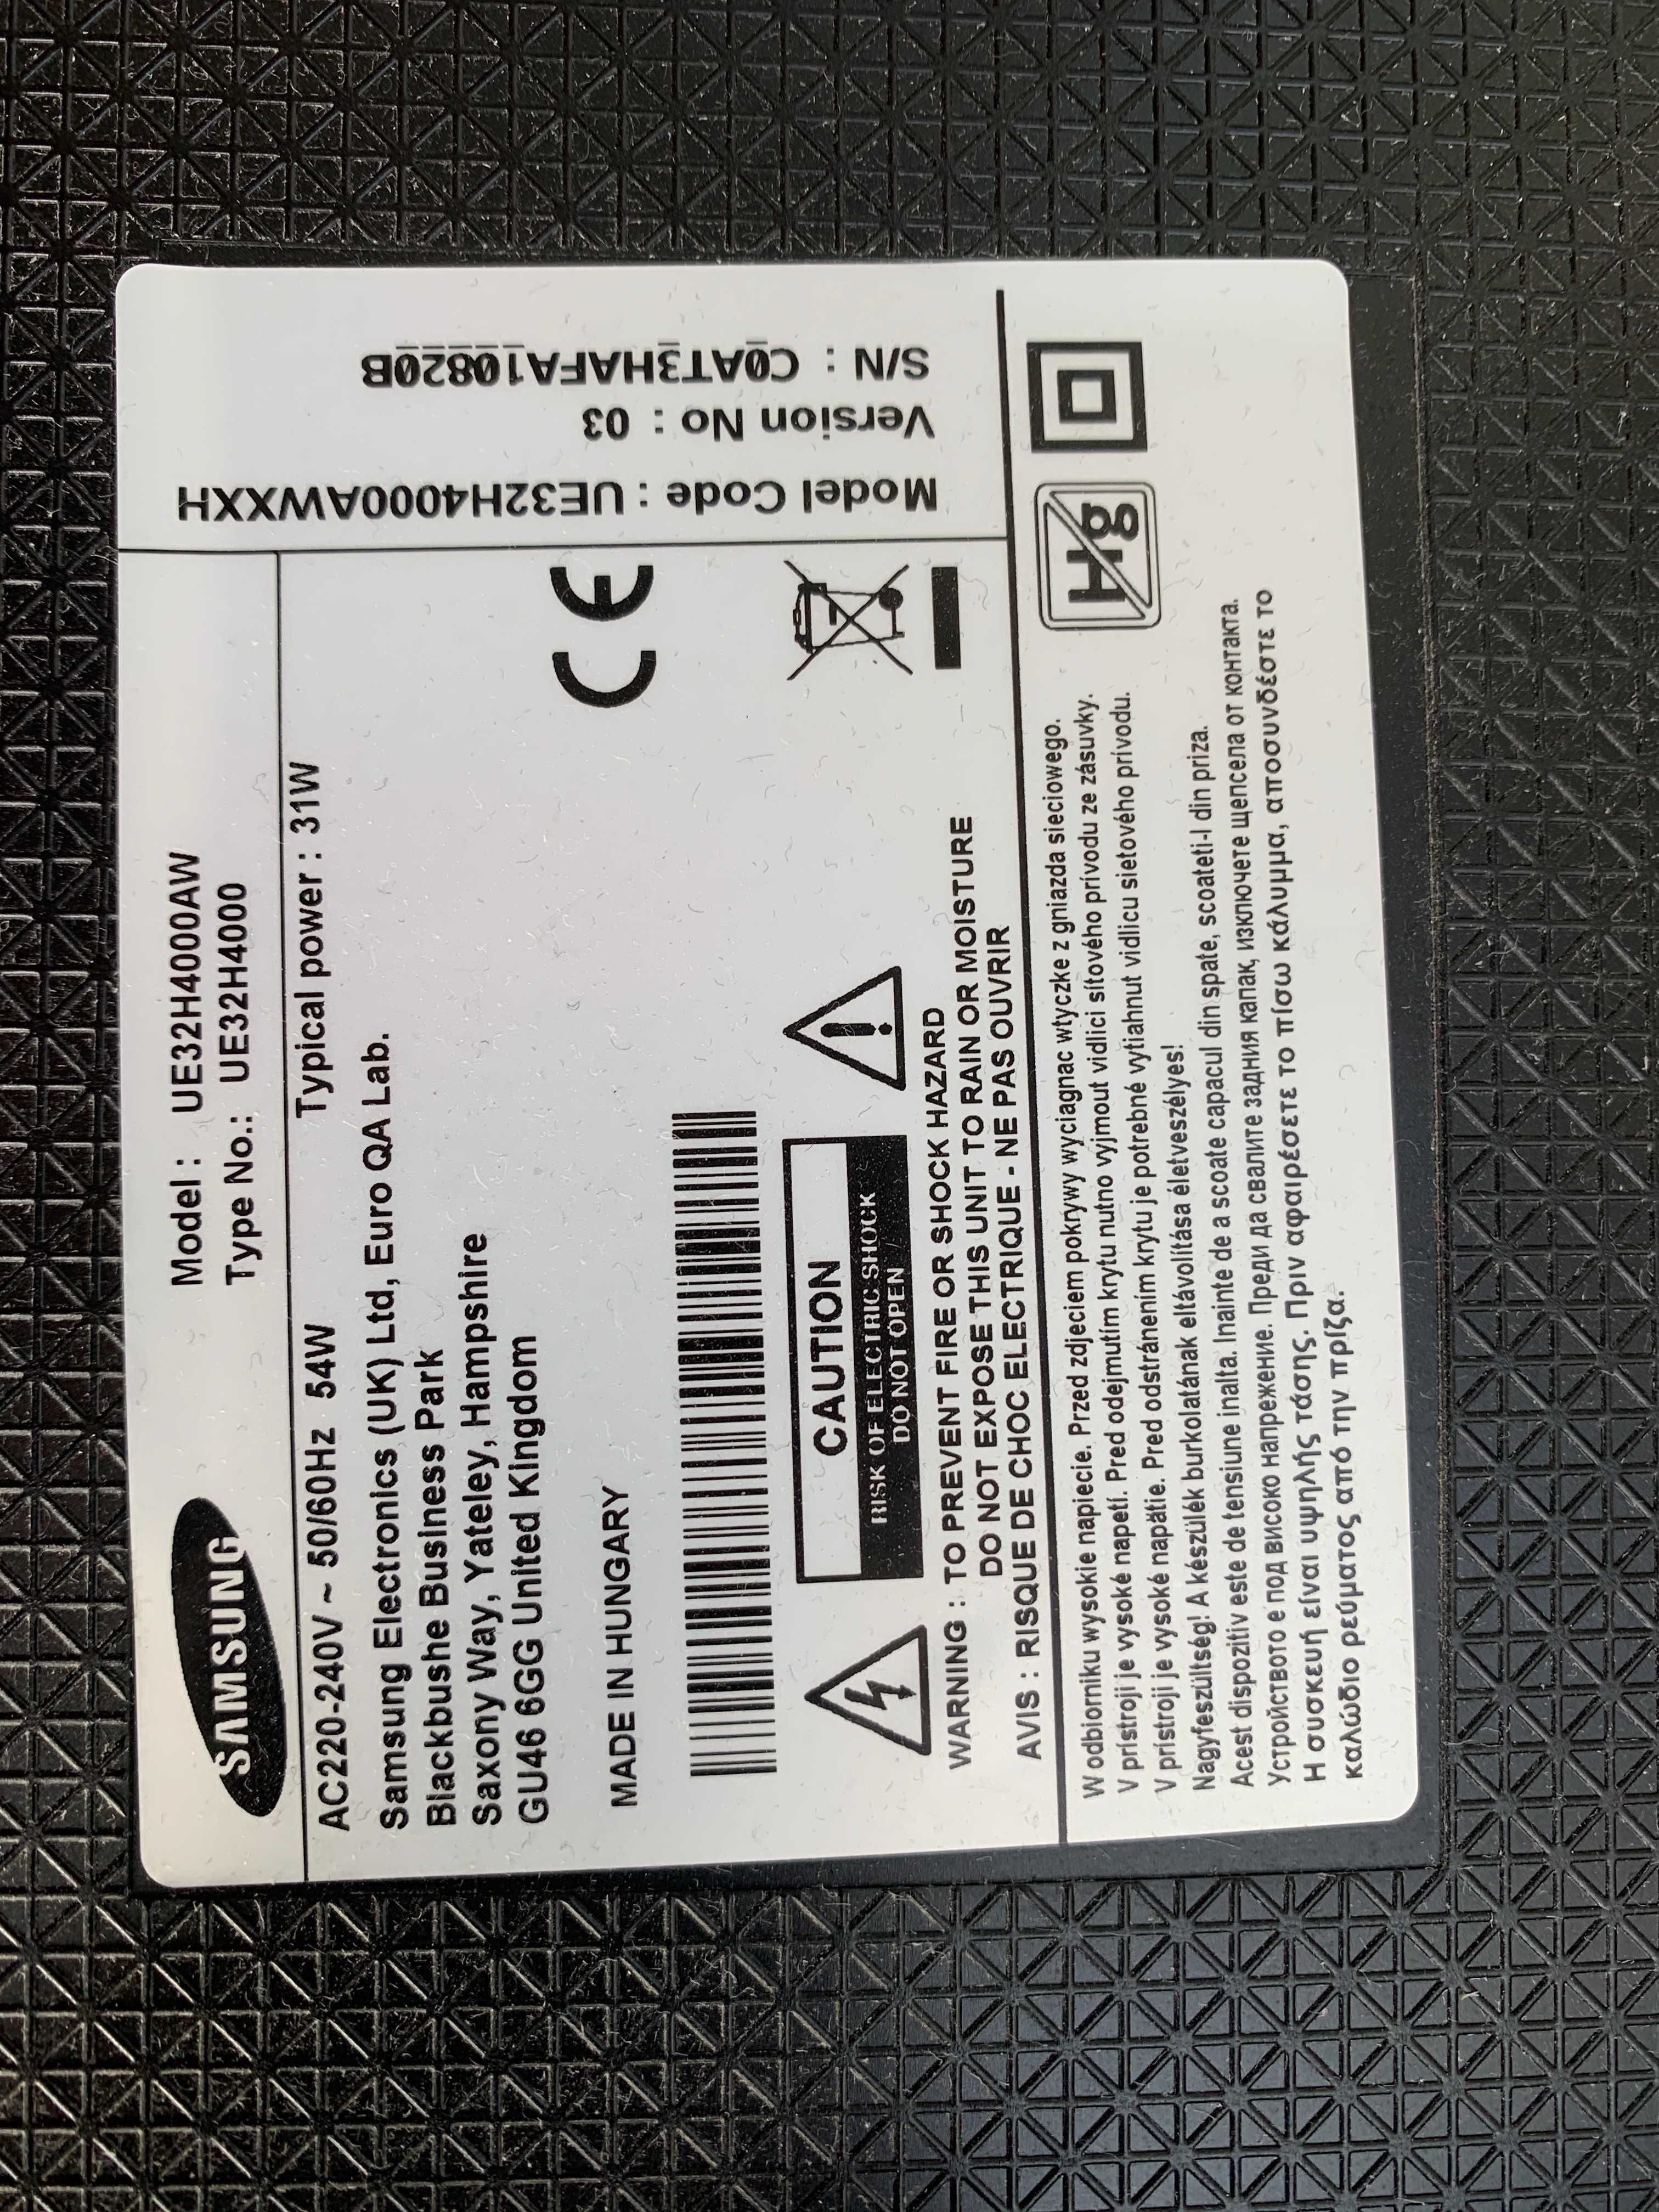 SAMSUNG
Model : UE32H4000AW
Type No.: UE32H4000
AC220-240V ~ 50/60Hz 54W Typical power : 31W
Samsung Electronics (UK) Ltd, Euro QA Lab.
Blackbushe Business Park
Saxony Way, Yateley, Hampshire
GU46 6GG United Kingdom
MADE IN HUNGARY
CE
CAUTION
RISK OF ELECTRIC SHOCK
DO NOT OPEN
WARNING : TO PREVENT FIRE OR SHOCK HAZARD
DO NOT EXPOSE THIS UNIT TO RAIN OR MOISTURE
AVIS : RISQUE DE CHOC ELECTRIQUE - NE PAS OUVRIR
Model Code : UE32H4000AWXXH
Version No : 03
S/N : C0AT3HAFA10820B
Hg
W odbiorniku wysokie napiecie. Przed zdjeciem pokrywy wyciagnac wtyczke z gniazda sieciowego.
V prístroji je vysoké napetí. Pred odejmutím krytu nutno vyjmout vidlici sítového prívodu ze zásuvky.
V prístroji je vysoké napätie. Pred odstránením krytu je potrebné vytiahnut vidlicu sietového prívodu.
Nagyfeszültség! A készülék burkolatának eltávolítása életveszélyes!
Acest dispozitiv este de tensiune inalta. Inainte de a scoate capacul din spate, scoateti-l din priza.
Устройството е под високо напрежение. Преди да свалите задния капак, изключете щепсела от контакта.
Η συσκευή είναι υψηλής τάσης. Πριν αφαιρέσετε το πίσω κάλυμμα, αποσυνδέστε το
καλώδιο ρεύματος από την πρίζα.